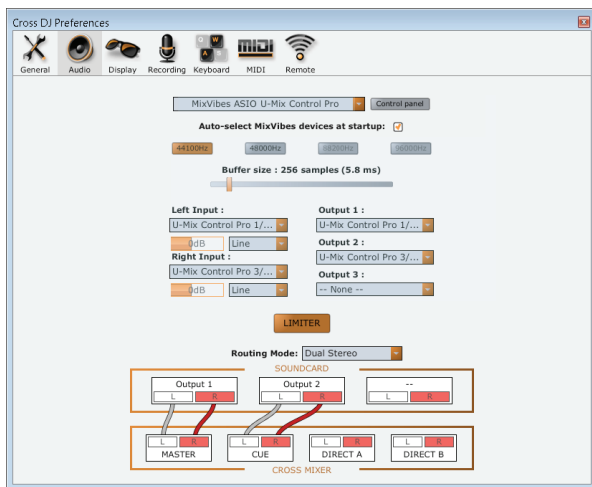 Cross DJ Preferences
Q W
A S
General Audio Display Recording Keyboard MIDI Remote
MixVibes ASIO U-Mix Control Pro Control panel
Auto-select MixVibes devices at startup:
44100Hz 48000Hz 88200Hz 96000Hz
Buffer size : 256 samples (5.8 ms)
Left Input : Output 1 :
U-Mix Control Pro 1/... U-Mix Control Pro 1/...
0dB Line Output 2 :
Right Input : U-Mix Control Pro 3/...
U-Mix Control Pro 3/... Output 3 :
0dB Line -- None --
LIMITER
Routing Mode: Dual Stereo
SOUNDCARD
Output 1 Output 2 --
L R L R L R
L R L R L R L R
MASTER CUE DIRECT A DIRECT B
CROSS MIXER